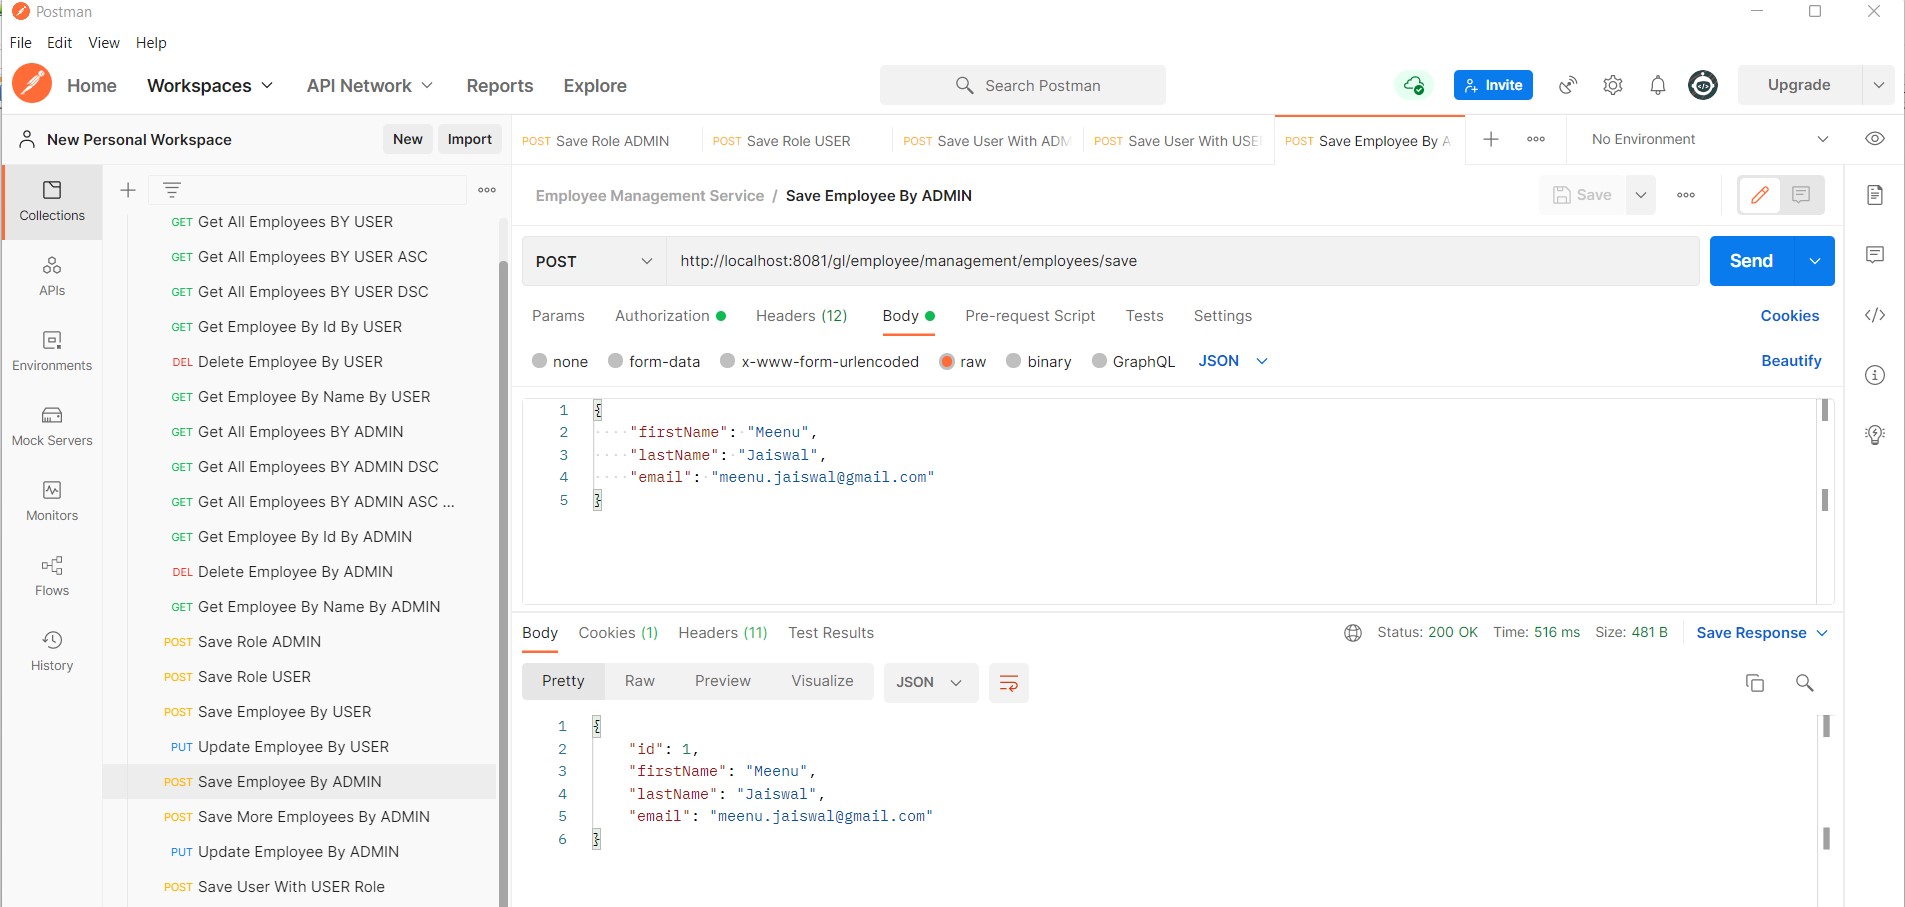 Postman
File Edit View Help
Home Workspaces API Network Reports Explore Search Postman Invite Upgrade
New Personal Workspace New Import
POST Save Role ADMIN POST Save Role USER POST Save User With ADM POST Save User With USE POST Save Employee By A No Environment
Collections
APIs
Environments
Mock Servers
Monitors
Flows
History
GET Get All Employees BY USER
GET Get All Employees BY USER ASC
GET Get All Employees BY USER DSC
GET Get Employee By Id By USER
DEL Delete Employee By USER
GET Get Employee By Name By USER
GET Get All Employees BY ADMIN
GET Get All Employees BY ADMIN DSC
GET Get All Employees BY ADMIN ASC ...
GET Get Employee By Id By ADMIN
DEL Delete Employee By ADMIN
GET Get Employee By Name By ADMIN
POST Save Role ADMIN
POST Save Role USER
POST Save Employee By USER
PUT Update Employee By USER
POST Save Employee By ADMIN
POST Save More Employees By ADMIN
PUT Update Employee By ADMIN
POST Save User With USER Role
Employee Management Service / Save Employee By ADMIN Save
POST http://localhost:8081/gl/employee/management/employees/save Send
Params Authorization Headers (12) Body Pre-request Script Tests Settings Cookies
none form-data x-www-form-urlencoded raw binary GraphQL JSON Beautify
1 {
2 "firstName": "Meenu",
3 "lastName": "Jaiswal",
4 "email": "meenu.jaiswal@gmail.com"
5 }
Body Cookies (1) Headers (11) Test Results Status: 200 OK Time: 516 ms Size: 481 B Save Response
Pretty Raw Preview Visualize JSON
1 {
2 "id": 1,
3 "firstName": "Meenu",
4 "lastName": "Jaiswal",
5 "email": "meenu.jaiswal@gmail.com"
6 }